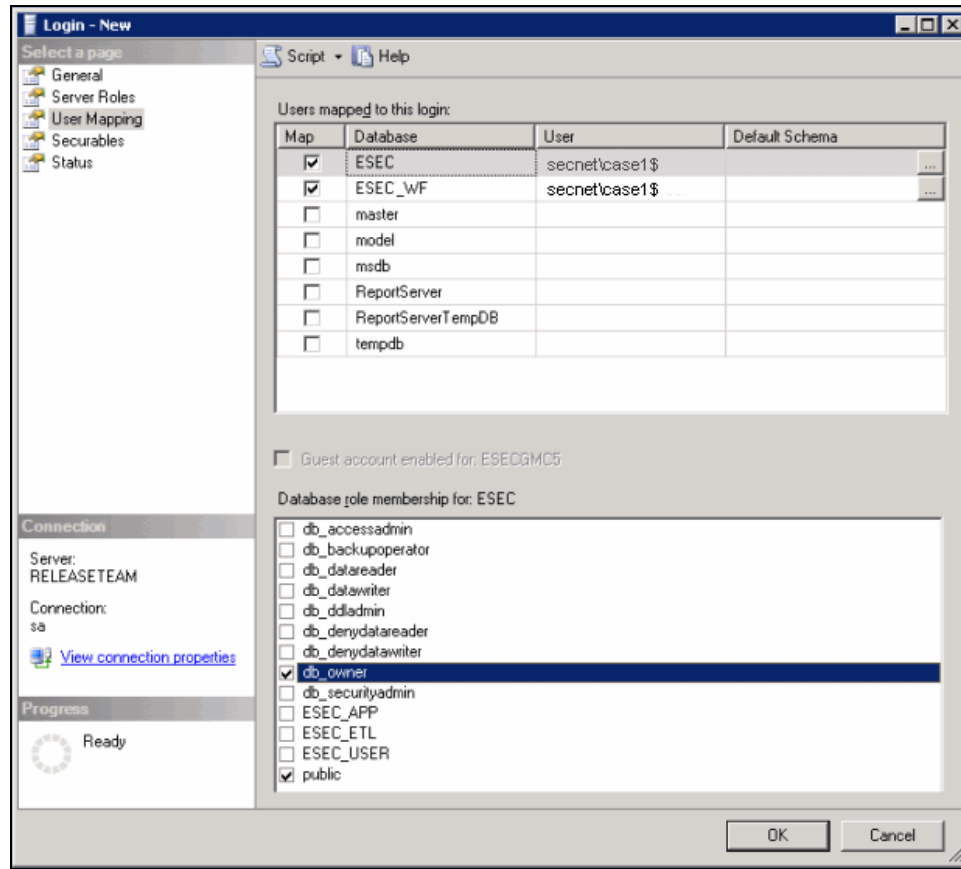 Login - New
Select a page
General
Server Roles
User Mapping
Securables
Status
Script
Help
Users mapped to this login:
Map Database User Default Schema
ESEC secnet\case1$ ...
ESEC_WF secnet\case1$ ...
master
model
msdb
ReportServer
ReportServerTempDB
tempdb
Guest account enabled for: ESECGMC5
Database role membership for: ESEC
db_accessadmin
db_backupoperator
db_datareader
db_datawriter
db_ddladmin
db_denydatareader
db_denydatawriter
db_owner
db_securityadmin
ESEC_APP
ESEC_ETL
ESEC_USER
public
Connection
Server:
RELEASETEAM
Connection:
sa
View connection properties
Progress
Ready
OK Cancel